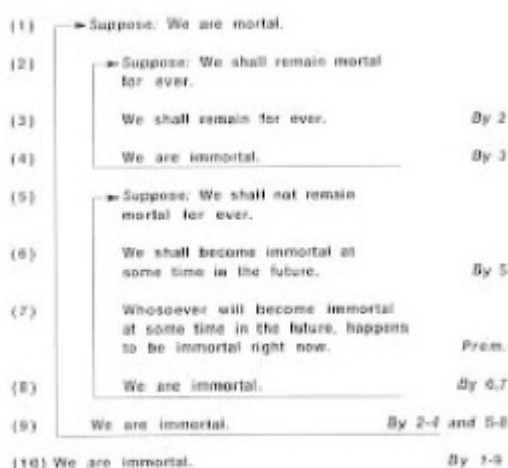 (1) Suppose: We are mortal.
(2) Suppose: We shall remain mortal
for ever.
(3) We shall remain for ever. By 2
(4) We are immortal. By 3
(5) Suppose: We shall not remain
mortal for ever.
(6) We shall become immortal at
some time in the future. By 5
(7) Whosoever will become immortal
at some time in the future, happens
to be immortal right now. Prem.
(8) We are immortal. By 6,7
(9) We are immortal. By 2-4 and 5-8
(10) We are immortal. By 1-9